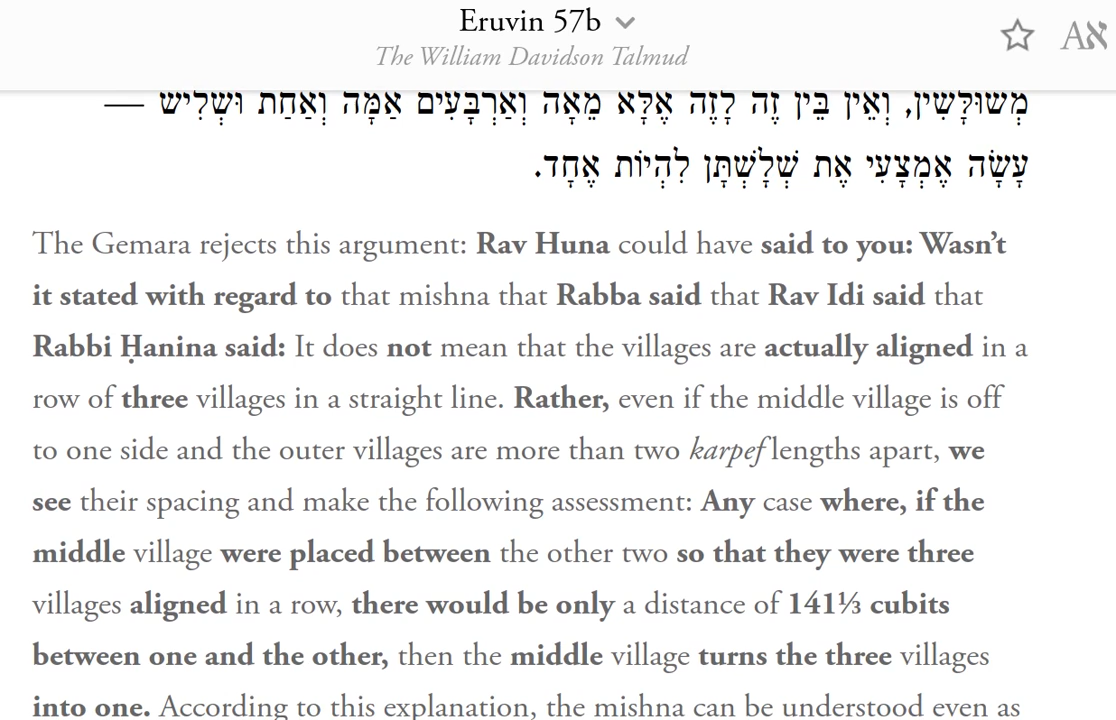 Eruvin 57b
The William Davidson Talmud
Aא
מְשׁוּלָּשִׁין, וְאֵין בֵּין זֶה לָזֶה אֶלָּא מֵאָה וְאַרְבָּעִים אַמָּה וְאַחַת וּשְׁלִישׁ —
עָשָׂה אֶמְצָעִי אֶת שְׁלָשְׁתָּן לִהְיוֹת אֶחָד.
The Gemara rejects this argument: Rav Huna could have said to you: Wasn’t
it stated with regard to that mishna that Rabba said that Rav Idi said that
Rabbi Ḥanina said: It does not mean that the villages are actually aligned in a
row of three villages in a straight line. Rather, even if the middle village is off
to one side and the outer villages are more than two karpef lengths apart, we
see their spacing and make the following assessment: Any case where, if the
middle village were placed between the other two so that they were three
villages aligned in a row, there would be only a distance of 141⅓ cubits
between one and the other, then the middle village turns the three villages
into one. According to this explanation, the mishna can be understood even as